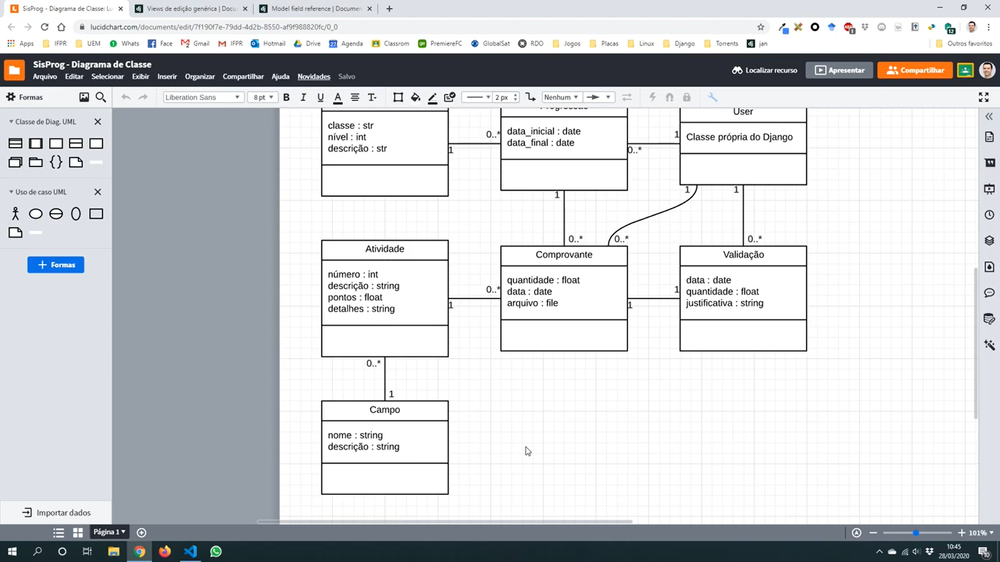 SisProg - Diagrama de Classe: Lu
Views de edição genérica | Docu
Model field reference | Documen
lucidchart.com/documents/edit/7f190f7e-79dd-4d2b-8550-af9f988820fc/0_0
1
12
Apps
IFPR
UEM
Whats
Face
Gmail
IFPR
Hotmail
Drive
27 Agenda
Classrom
PremiereFC
GlobalSat
RDO
Jogos
Placas
Linux
Django
Torrents
jan
Outros favoritos
SisProg - Diagrama de Classe
Arquivo Editar Selecionar Exibir Inserir Organizar Compartilhar Ajuda Novidades Salvo
Localizar recurso
Apresentar
Compartilhar
Formas
Liberation Sans
8 pt
B I U A T
2 px
Nenhum
Classe de Diag. UML
Uso de caso UML
+ Formas
Importar dados
classe : str
nível : int
descrição : str
1
0..*
Progressão
data_inicial : date
data_final : date
0..*
1
User
Classe própria do Django
1
0..*
1
0..*
1
0..*
Atividade
número : int
descrição : string
pontos : float
detalhes : string
1
0..*
Comprovante
quantidade : float
data : date
arquivo : file
1
1
Validação
data : date
quantidade : float
justificativa : string
0..*
1
Campo
nome : string
descrição : string
Página 1
101%
10:45
28/03/2020
10